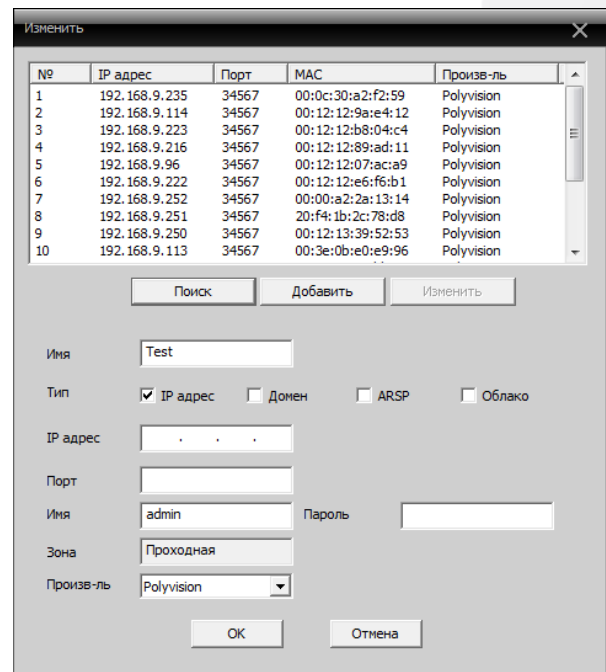 Изменить
№ IP адрес Порт MAC Произв-ль
1 192.168.9.235 34567 00:0c:30:a2:f2:59 Polyvision
2 192.168.9.114 34567 00:12:12:9a:e4:12 Polyvision
3 192.168.9.223 34567 00:12:12:b8:04:c4 Polyvision
4 192.168.9.216 34567 00:12:12:89:ad:11 Polyvision
5 192.168.9.96 34567 00:12:12:07:ac:a9 Polyvision
6 192.168.9.222 34567 00:12:12:e6:f6:b1 Polyvision
7 192.168.9.252 34567 00:00:a2:2a:13:14 Polyvision
8 192.168.9.251 34567 20:f4:1b:2c:78:d8 Polyvision
9 192.168.9.250 34567 00:12:13:39:52:53 Polyvision
10 192.168.9.113 34567 00:3e:0b:e0:e9:96 Polyvision
Поиск Добавить Изменить
Имя Test
Тип IP адрес Домен ARSP Облако
IP адрес . . .
Порт
Имя admin Пароль
Зона Проходная
Произв-ль Polyvision
OK Отмена